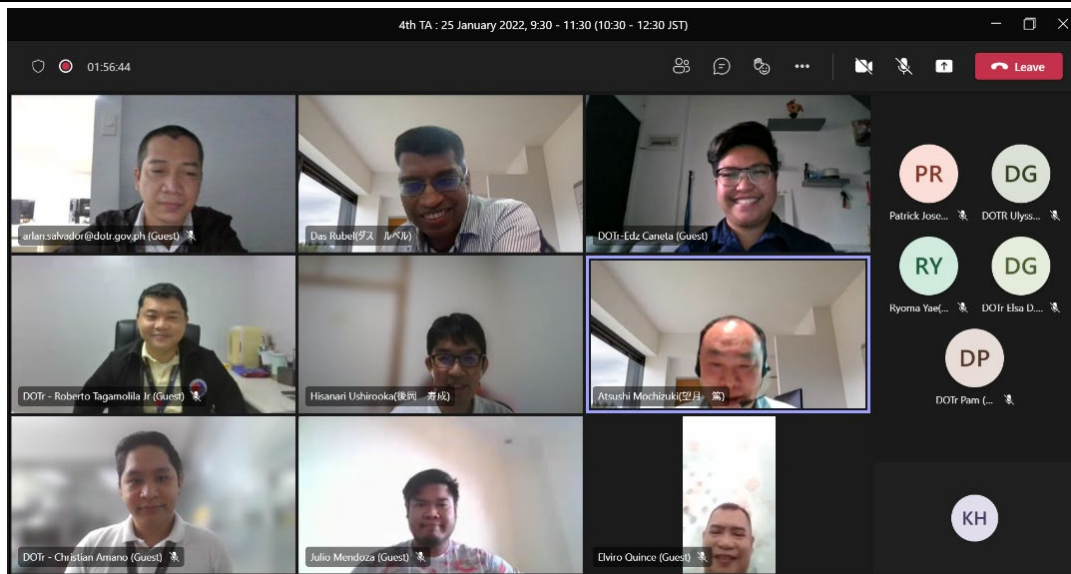 4th TA : 25 January 2022, 9:30 - 11:30 (10:30 - 12:30 JST)
01:56:44
Leave
arlan.salvador@dotr.gov.ph (Guest)
Das Rubel(ダス ルベル)
DOTr-Edz Caneta (Guest)
PR
DG
Patrick Jose...
DOTR Ulyss...
DOTr - Roberto Tagamolila Jr (Guest)
Hisanari Ushirooka(後岡 寿成)
Atsushi Mochizuki(望月 篤)
RY
DG
Ryoma Yae(...
DOTr Elsa D....
DP
DOTr Pam (...
DOTr - Christian Amano (Guest)
Julio Mendoza (Guest)
Elviro Quince (Guest)
KH